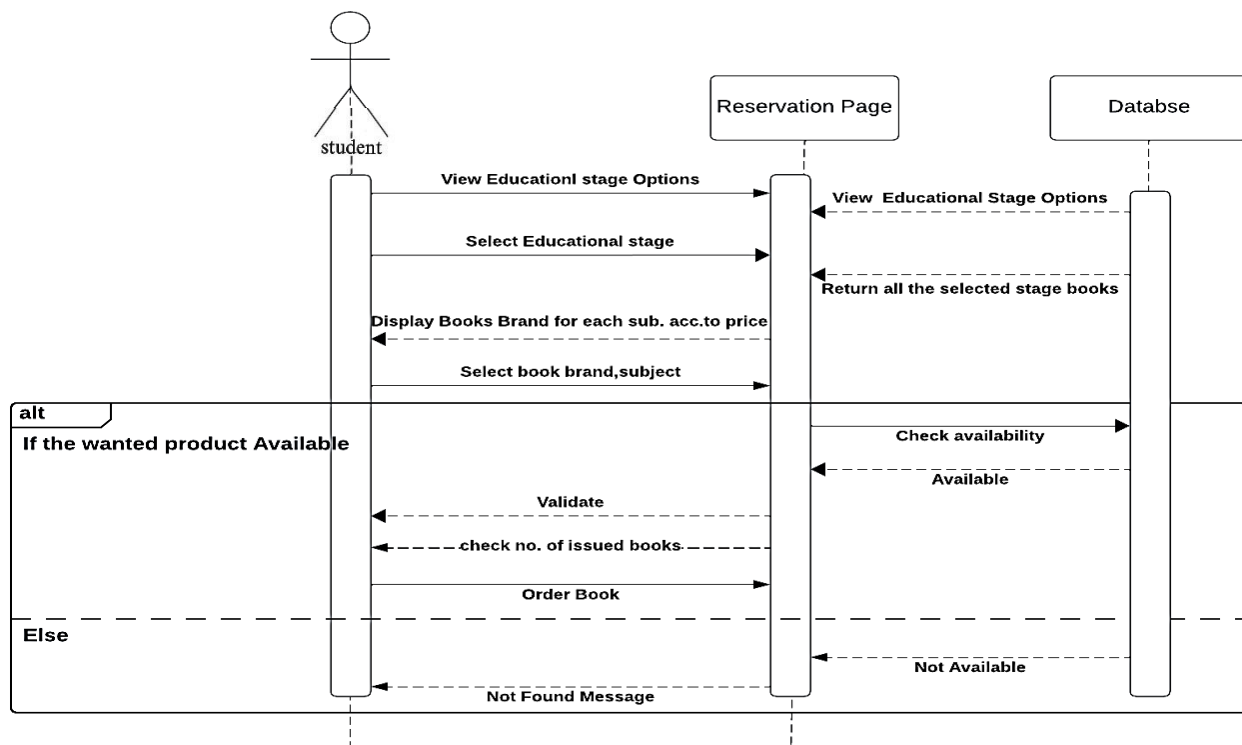 student
Reservation Page
Databse
View Educationl stage Options
View Educational Stage Options
Select Educational stage
Return all the selected stage books
Display Books Brand for each sub. acc.to price
Select book brand,subject
alt
If the wanted product Available
Check availability
Available
Validate
check no. of issued books
Order Book
Else
Not Available
Not Found Message